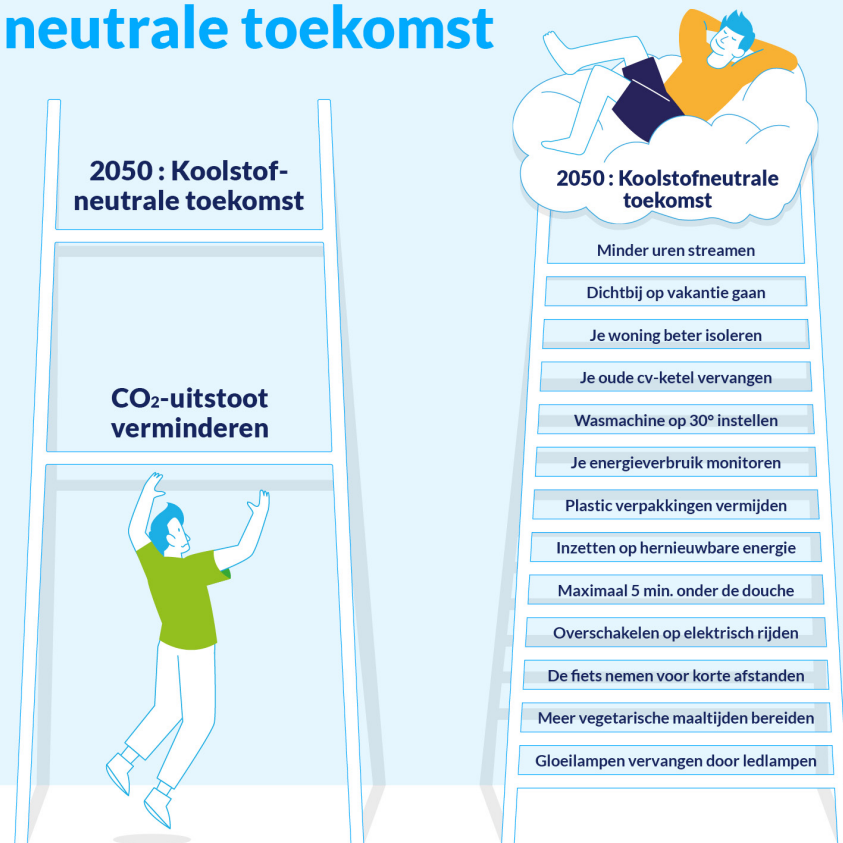 neutrale toekomst
2050 : Koolstof-
neutrale toekomst
CO₂-uitstoot
verminderen
2050 : Koolstofneutrale
toekomst
Minder uren streamen
Dichtbij op vakantie gaan
Je woning beter isoleren
Je oude cv-ketel vervangen
Wasmachine op 30° instellen
Je energieverbruik monitoren
Plastic verpakkingen vermijden
Inzetten op hernieuwbare energie
Maximaal 5 min. onder de douche
Overschakelen op elektrisch rijden
De fiets nemen voor korte afstanden
Meer vegetarische maaltijden bereiden
Gloeilampen vervangen door ledlampen